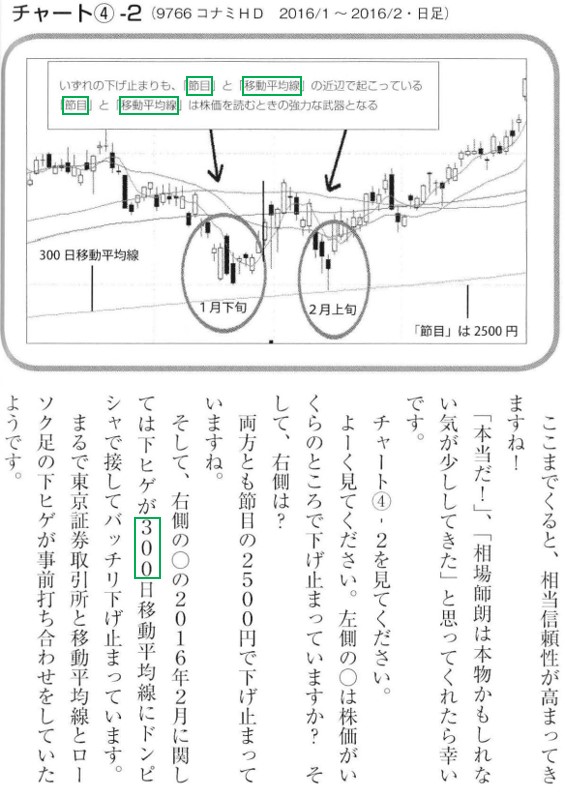 チャート④-2（9766 コナミＨＤ　2016/1～2016/2・日足）
いずれの下げ止まりも、「節目」と「移動平均線」の近辺で起こっている
「節目」と「移動平均線」は株価を読むときの強力な武器となる
300日移動平均線
1月下旬
2月上旬
「節目」は2500円
ここまでくると、相当信頼性が高まってき
ますね！
「本当だ！」、「相場師朗は本物かもしれな
い気が少ししてきた」と思ってくれたら幸い
です。
チャート④-２を見てください。
よーく見てください。左側の〇は株価がい
くらのところで下げ止まっていますか？　そ
して、右側は？
両方とも節目の２５００円で下げ止まって
いますね。
そして、右側の〇の２０１６年２月に関し
ては下ヒゲが３００日移動平均線にドンピ
シャで接してバッチリ下げ止まっています。
まるで東京証券取引所と移動平均線とロー
ソク足の下ヒゲが事前打ち合わせをしていた
ようです。